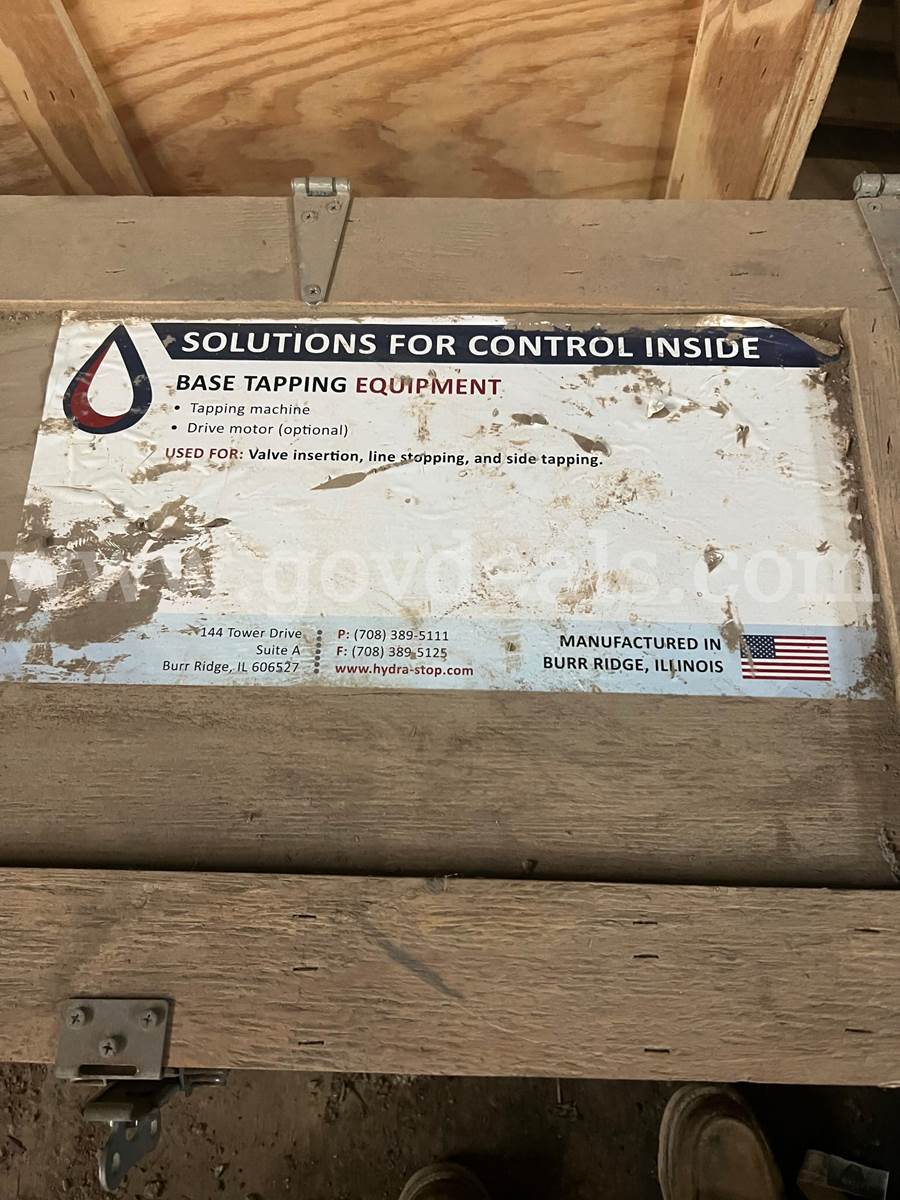 SOLUTIONS FOR CONTROL INSIDE
BASE TAPPING EQUIPMENT
• Tapping machine
• Drive motor (optional)
USED FOR: Valve insertion, line stopping, and side tapping.
www.govdeals.com
144 Tower Drive
Suite A
Burr Ridge, IL 606527
P: (708) 389-5111
F: (708) 389 5125
www.hydra-stop.com
MANUFACTURED IN
BURR RIDGE, ILLINOIS